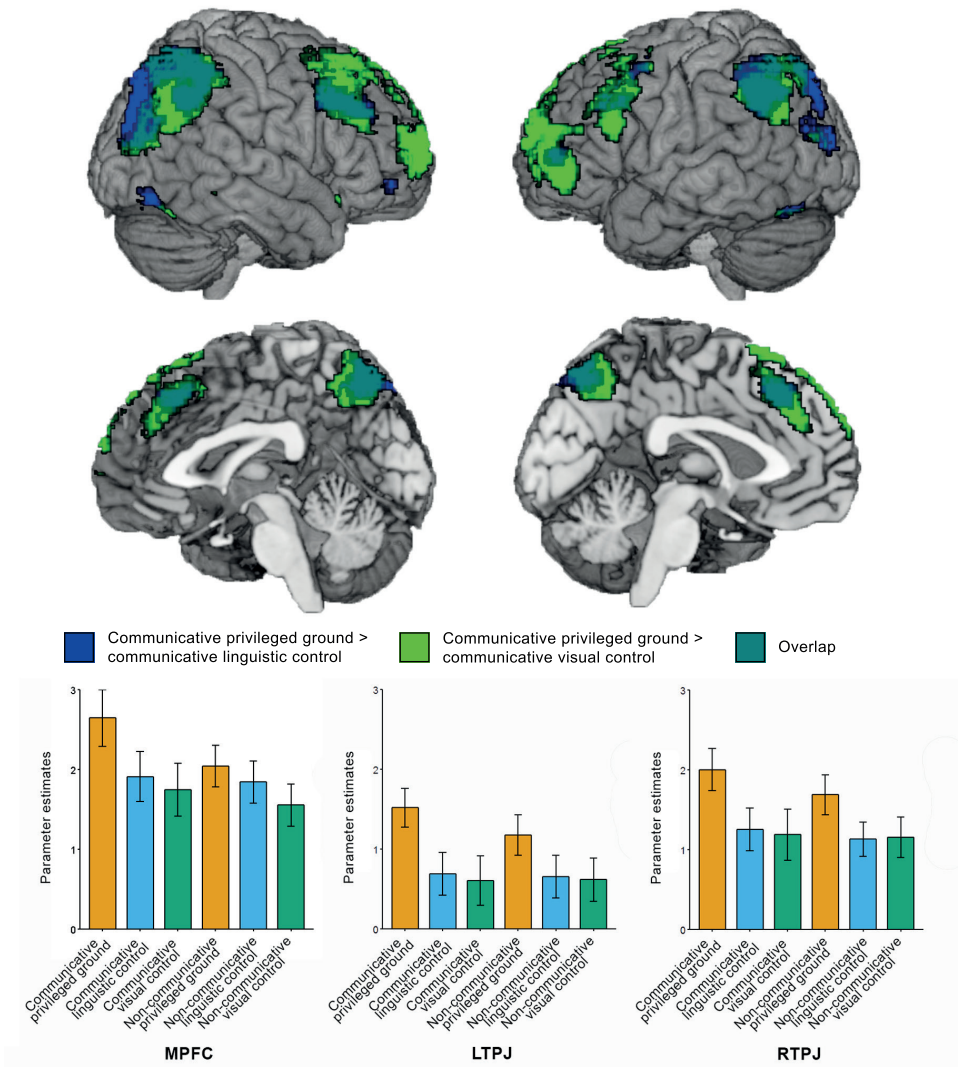 Communicative privileged ground >
communicative linguistic control
Communicative privileged ground >
communicative visual control
Overlap
Parameter estimates
3
2
1
0
Communicative
privileged ground
Communicative
linguistic control
Communicative
visual control
Non-communicative
privileged ground
Non-communicative
linguistic control
Non-communicative
visual control
MPFC
Parameter estimates
3
2
1
0
Communicative
privileged ground
Communicative
linguistic control
Communicative
visual control
Non-communicative
privileged ground
Non-communicative
linguistic control
Non-communicative
visual control
LTPJ
Parameter estimates
3
2
1
0
Communicative
privileged ground
Communicative
linguistic control
Communicative
visual control
Non-communicative
privileged ground
Non-communicative
linguistic control
Non-communicative
visual control
RTPJ